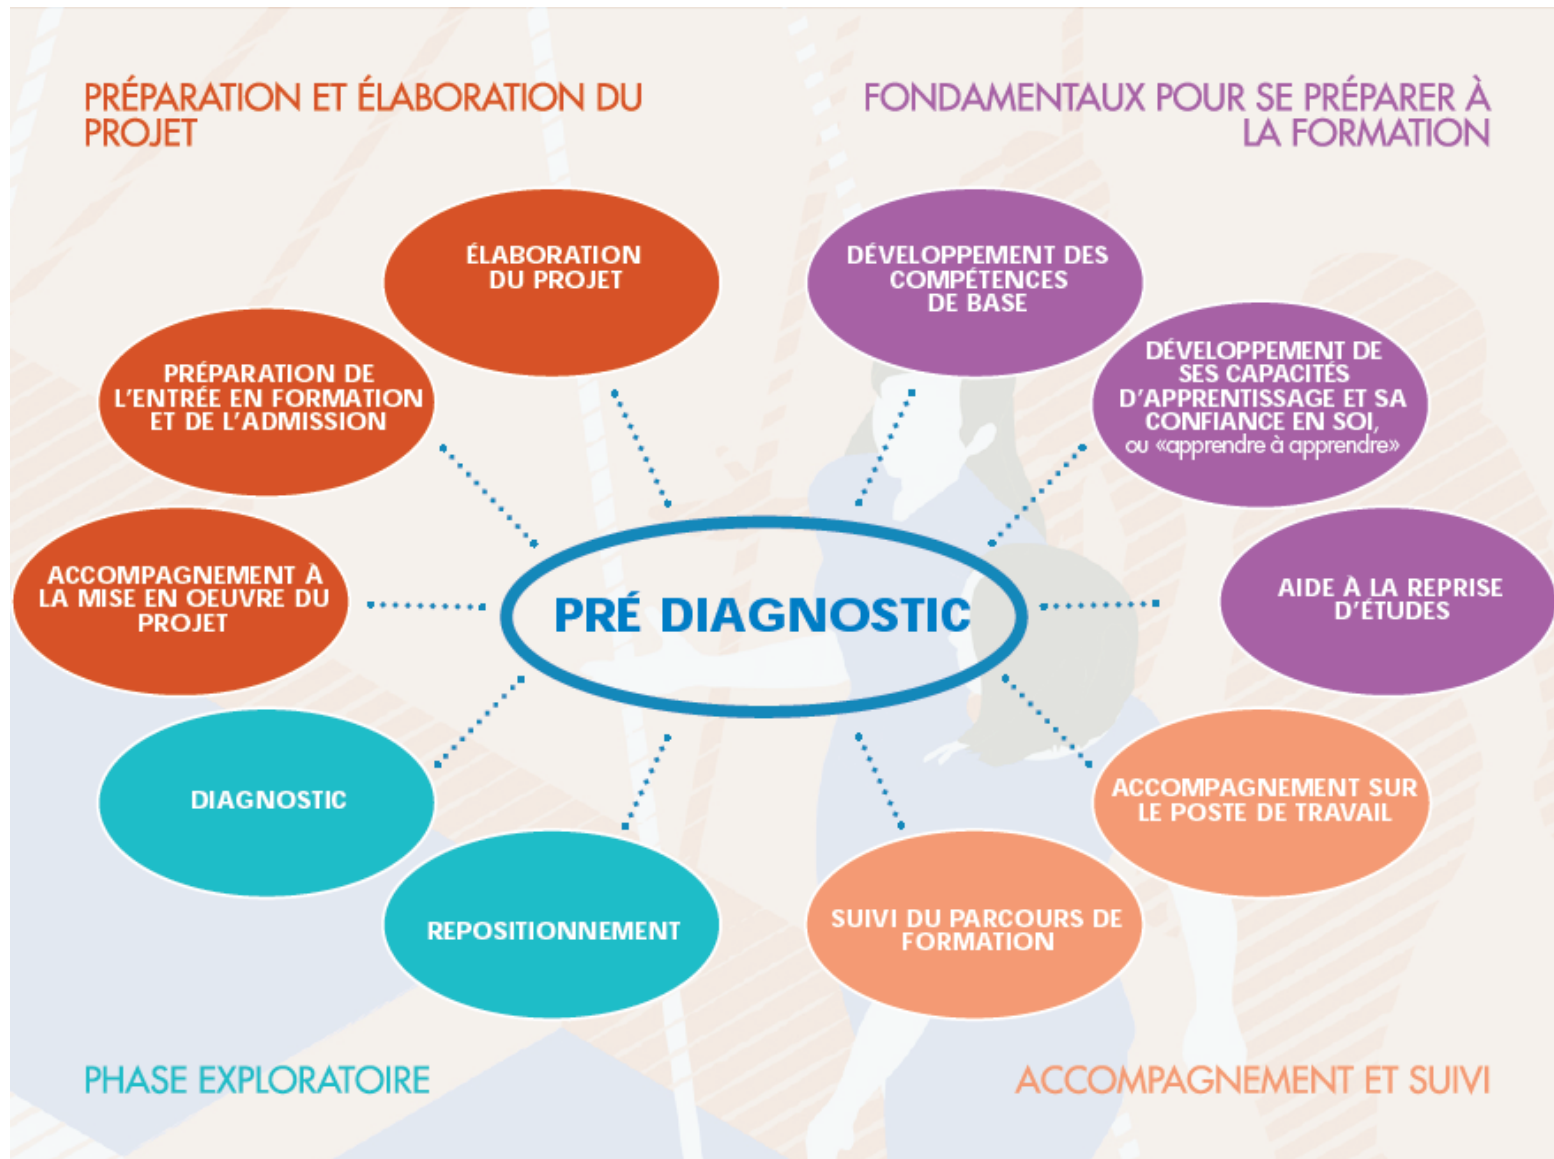 PRÉPARATION ET ÉLABORATION DU
PROJET
FONDAMENTAUX POUR SE PRÉPARER À
LA FORMATION
ÉLABORATION
DU PROJET
DÉVELOPPEMENT DES
COMPÉTENCES
DE BASE
PRÉPARATION DE
L'ENTRÉE EN FORMATION
ET DE L'ADMISSION
DÉVELOPPEMENT DE
SES CAPACITÉS
D'APPRENTISSAGE ET SA
CONFIANCE EN SOI,
ou «apprendre à apprendre»
ACCOMPAGNEMENT À
LA MISE EN OEUVRE DU
PROJET
PRÉ DIAGNOSTIC
AIDE À LA REPRISE
D'ÉTUDES
DIAGNOSTIC
ACCOMPAGNEMENT SUR
LE POSTE DE TRAVAIL
REPOSITIONNEMENT
SUIVI DU PARCOURS DE
FORMATION
PHASE EXPLORATOIRE
ACCOMPAGNEMENT ET SUIVI